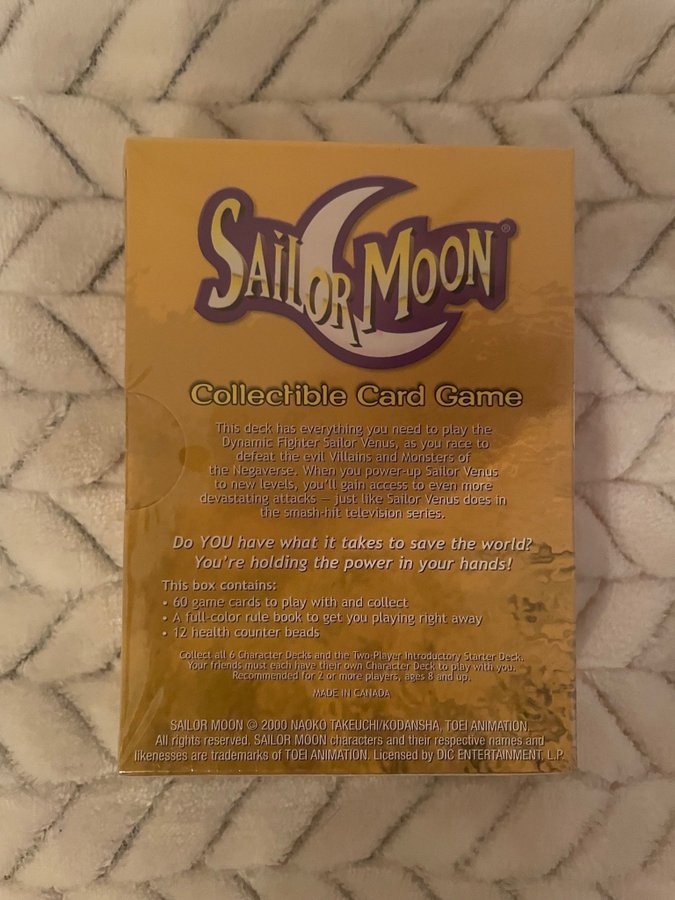 SAILOR MOON®
Collectible Card Game
This deck has everything you need to play the
Dynamic Fighter Sailor Venus, as you race to
defeat the evil Villains and Monsters of
the Negaverse. When you power-up Sailor Venus
to new levels, you'll gain access to even more
devastating attacks — just like Sailor Venus does in
the smash-hit television series.
Do YOU have what it takes to save the world?
You're holding the power in your hands!
This box contains:
• 60 game cards to play with and collect
• A full-color rule book to get you playing right away
• 12 health counter beads
Collect all 6 Character Decks and the Two-Player Introductory Starter Deck.
Your friends must each have their own Character Deck to play with you.
Recommended for 2 or more players, ages 8 and up.
MADE IN CANADA
SAILOR MOON © 2000 NAOKO TAKEUCHI/KODANSHA, TOEI ANIMATION.
All rights reserved. SAILOR MOON characters and their respective names and
likenesses are trademarks of TOEI ANIMATION. Licensed by DIC ENTERTAINMENT, L.P.